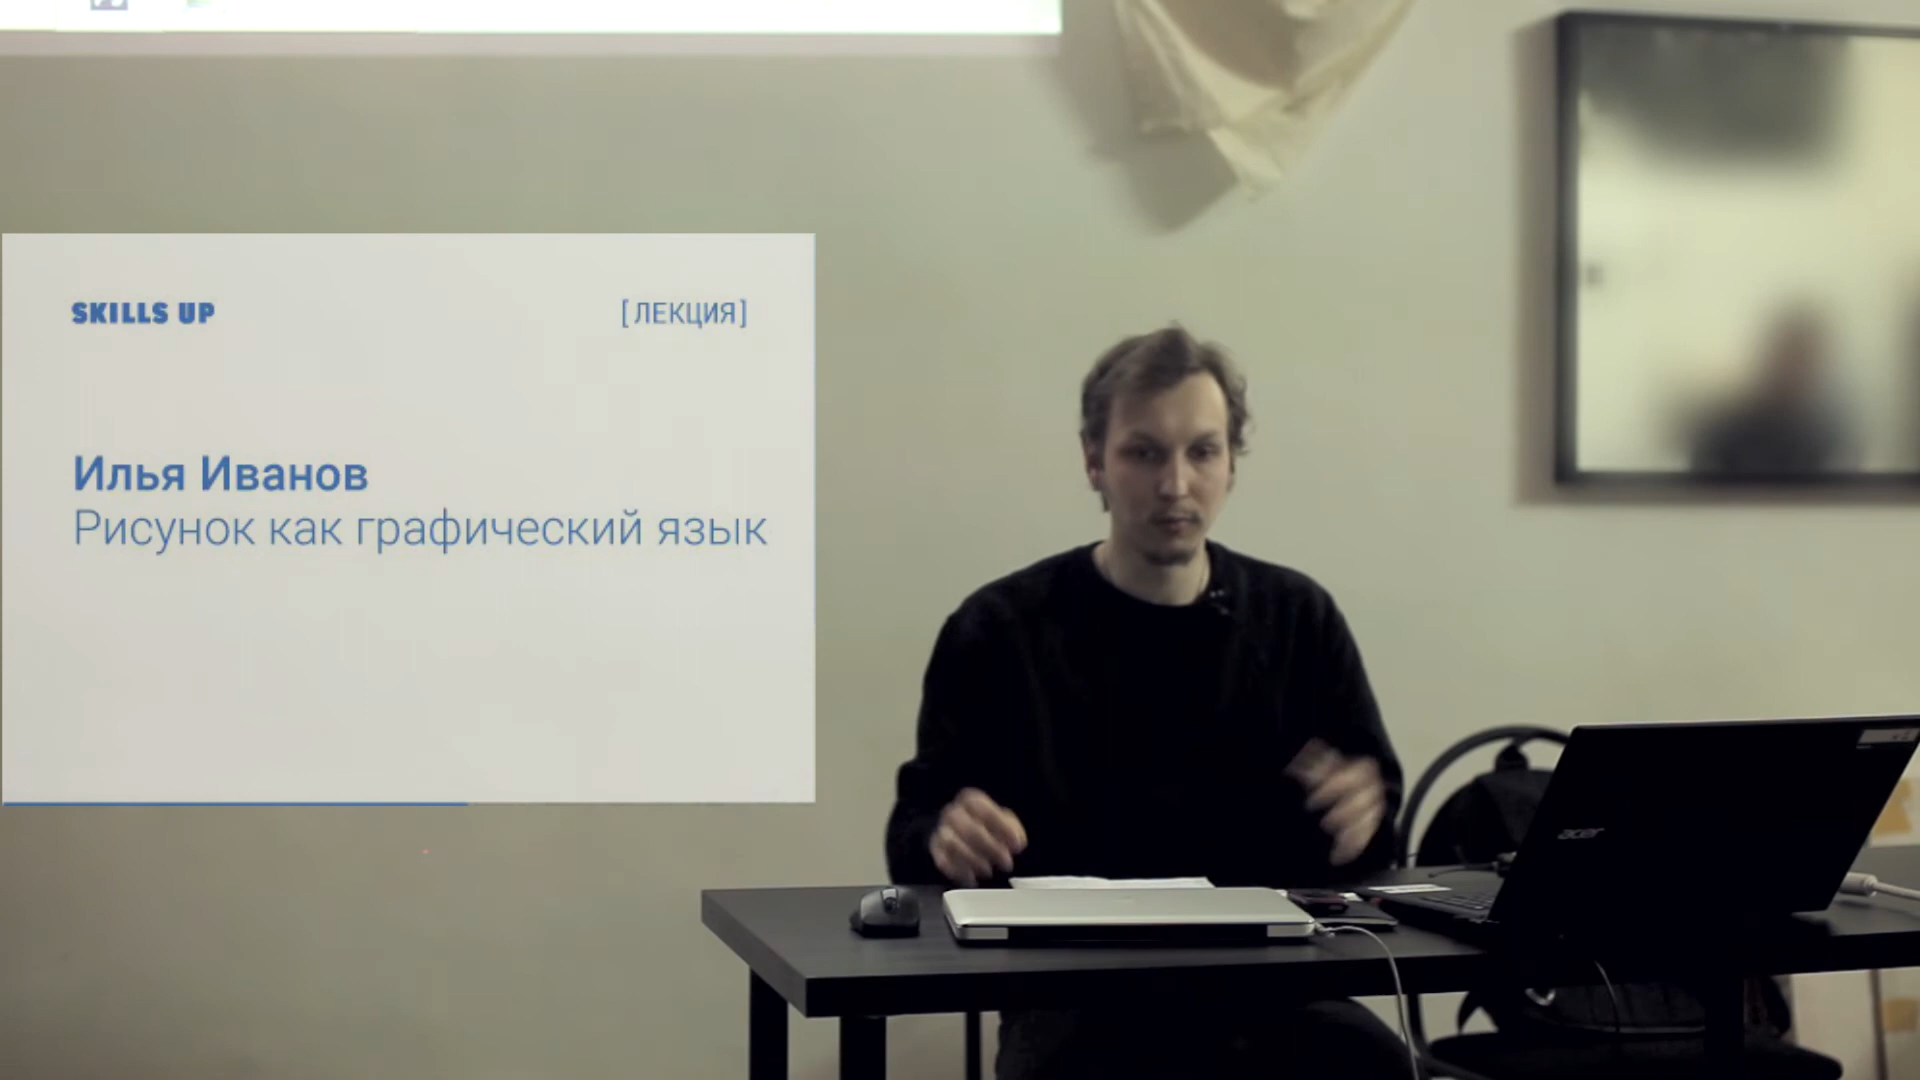 SKILLS UP
[ЛЕКЦИЯ]
Илья Иванов
Рисунок как графический язык
acer